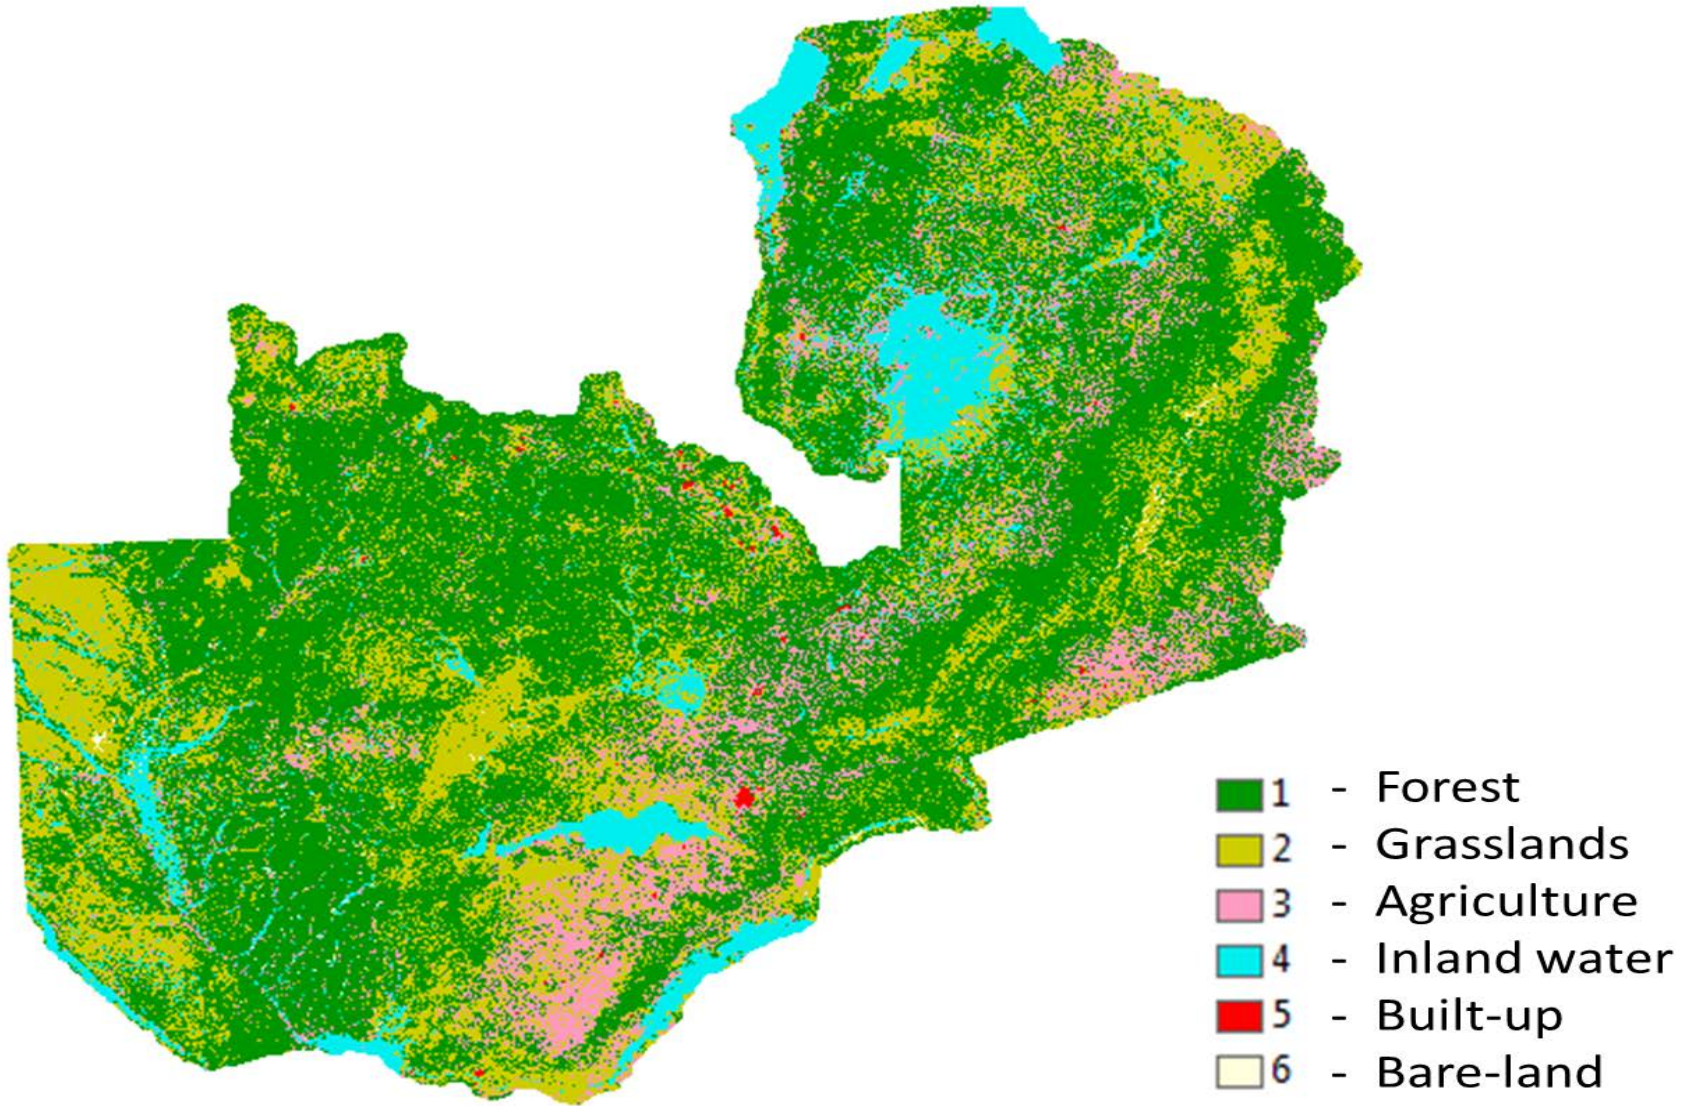 1 - Forest
2 - Grasslands
3 - Agriculture
4 - Inland water
5 - Built-up
6 - Bare-land